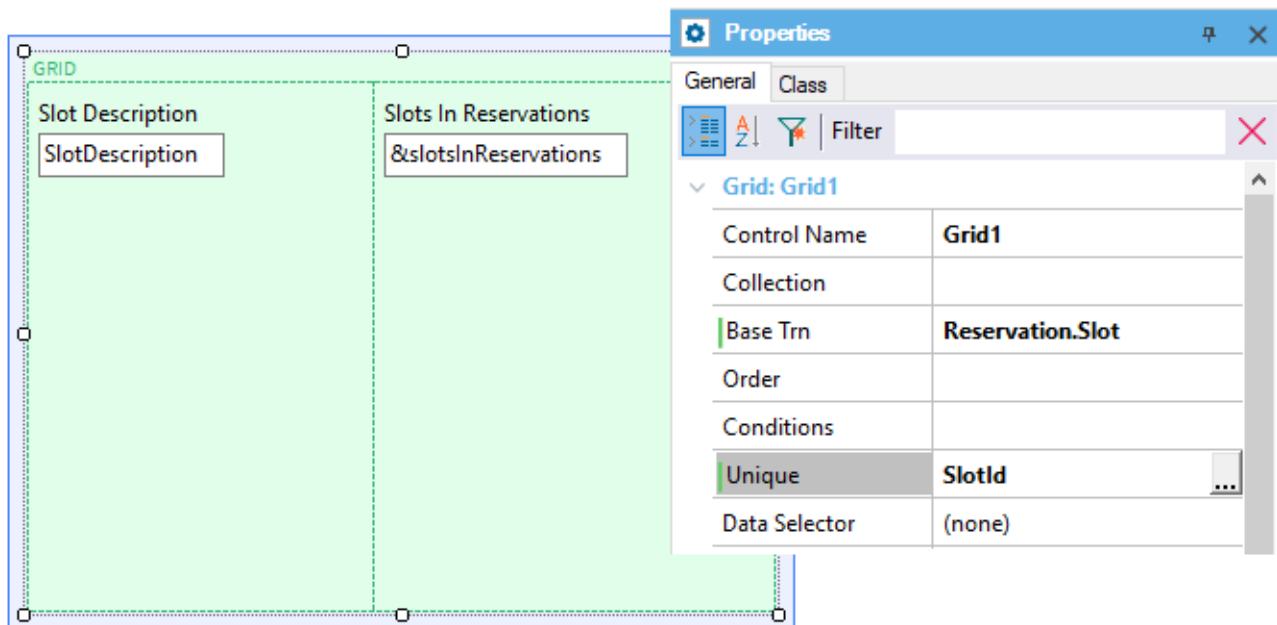 GRID
Slot Description
SlotDescription
Slots In Reservations
&slotsInReservations
Properties
General Class
A Z Filter
Grid: Grid1
Control Name Grid1
Collection
Base Trn Reservation.Slot
Order
Conditions
Unique SlotId ...
Data Selector (none)